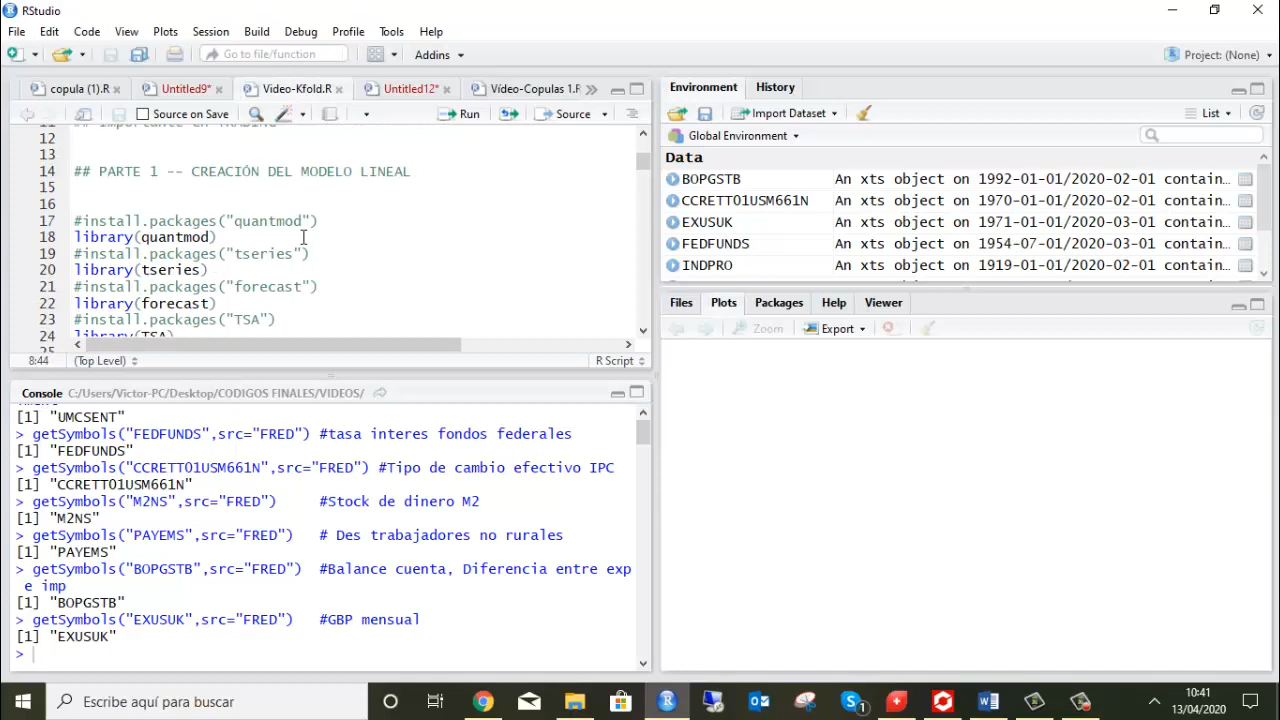 RStudio
File Edit Code View Plots Session Build Debug Profile Tools Help
Go to file/function Addins Project: (None)
copula (1).R Untitled9* Video-Kfold.R Untitled12* Vídeo-Copulas 1.R
Source on Save Run Source
12
13
14 ## PARTE 1 -- CREACIÓN DEL MODELO LINEAL
15
16
17 #install.packages("quantmod")
18 library(quantmod)
19 #install.packages("tseries")
20 library(tseries)
21 #install.packages("forecast")
22 library(forecast)
23 #install.packages("TSA")
24 library(TSA)
25
8:44 (Top Level) R Script
Console C:/Users/Victor-PC/Desktop/CODIGOS FINALES/VIDEOS/
[1] "UMCSENT"
> getSymbols("FEDFUNDS",src="FRED") #tasa interes fondos federales
[1] "FEDFUNDS"
> getSymbols("CCRETT01USM661N",src="FRED") #Tipo de cambio efectivo IPC
[1] "CCRETT01USM661N"
> getSymbols("M2NS",src="FRED") #Stock de dinero M2
[1] "M2NS"
> getSymbols("PAYEMS",src="FRED") # Des trabajadores no rurales
[1] "PAYEMS"
> getSymbols("BOPGSTB",src="FRED") #Balance cuenta, Diferencia entre exp
e imp
[1] "BOPGSTB"
> getSymbols("EXUSUK",src="FRED") #GBP mensual
[1] "EXUSUK"
>
Environment History
Import Dataset List
Global Environment
Data
BOPGSTB An xts object on 1992-01-01/2020-02-01 contain…
CCRETT01USM661N An xts object on 1970-01-01/2020-02-01 contain…
EXUSUK An xts object on 1971-01-01/2020-03-01 contain…
FEDFUNDS An xts object on 1954-07-01/2020-03-01 contain…
INDPRO An xts object on 1919-01-01/2020-02-01 contain…
Files Plots Packages Help Viewer
Zoom Export
Escribe aquí para buscar
1
10:41
13/04/2020